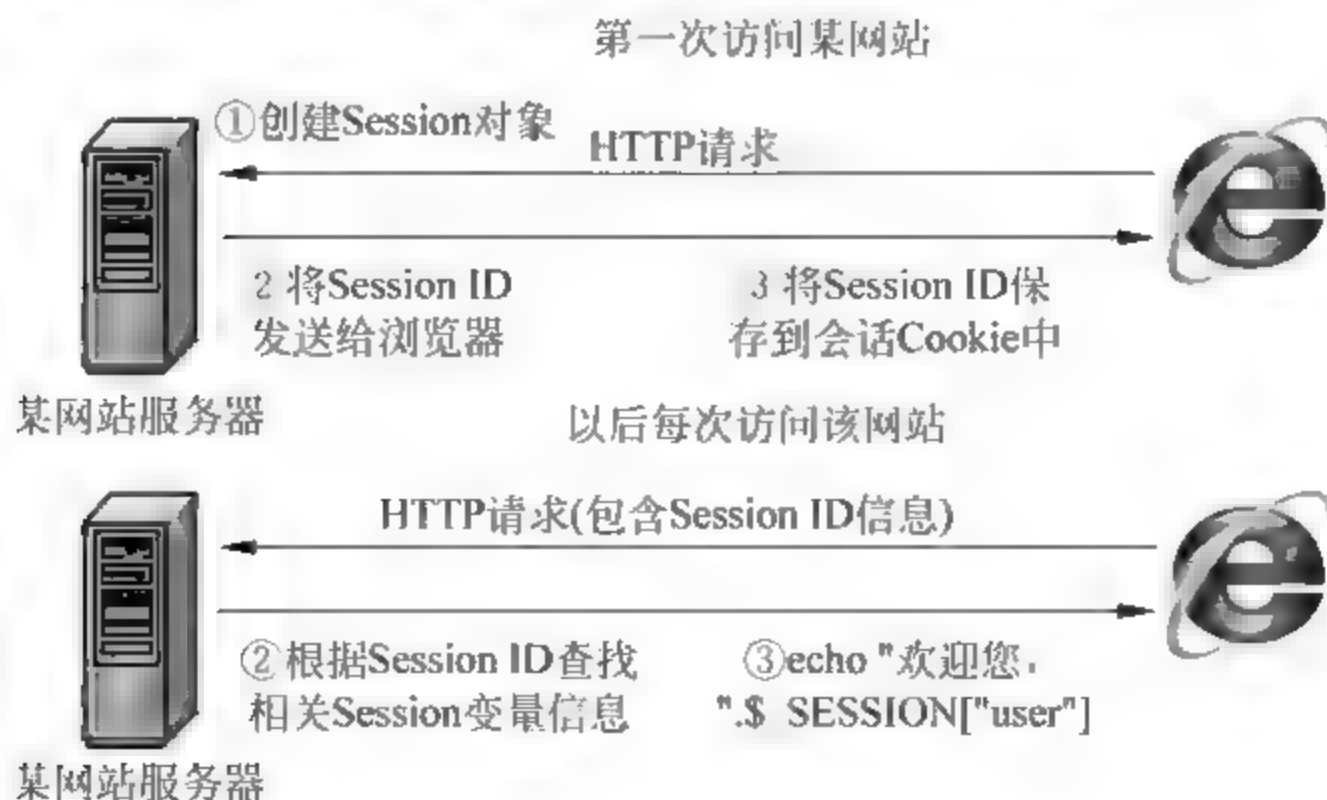 第一次访问某网站
①创建Session对象
HTTP请求
2 将Session ID
发送给浏览器
3 将Session ID保
存到会话Cookie中
某网站服务器
以后每次访问该网站
HTTP请求(包含Session ID信息)
②根据Session ID查找
相关Session变量信息
③echo "欢迎您,
".$_SESSION["user"]
某网站服务器